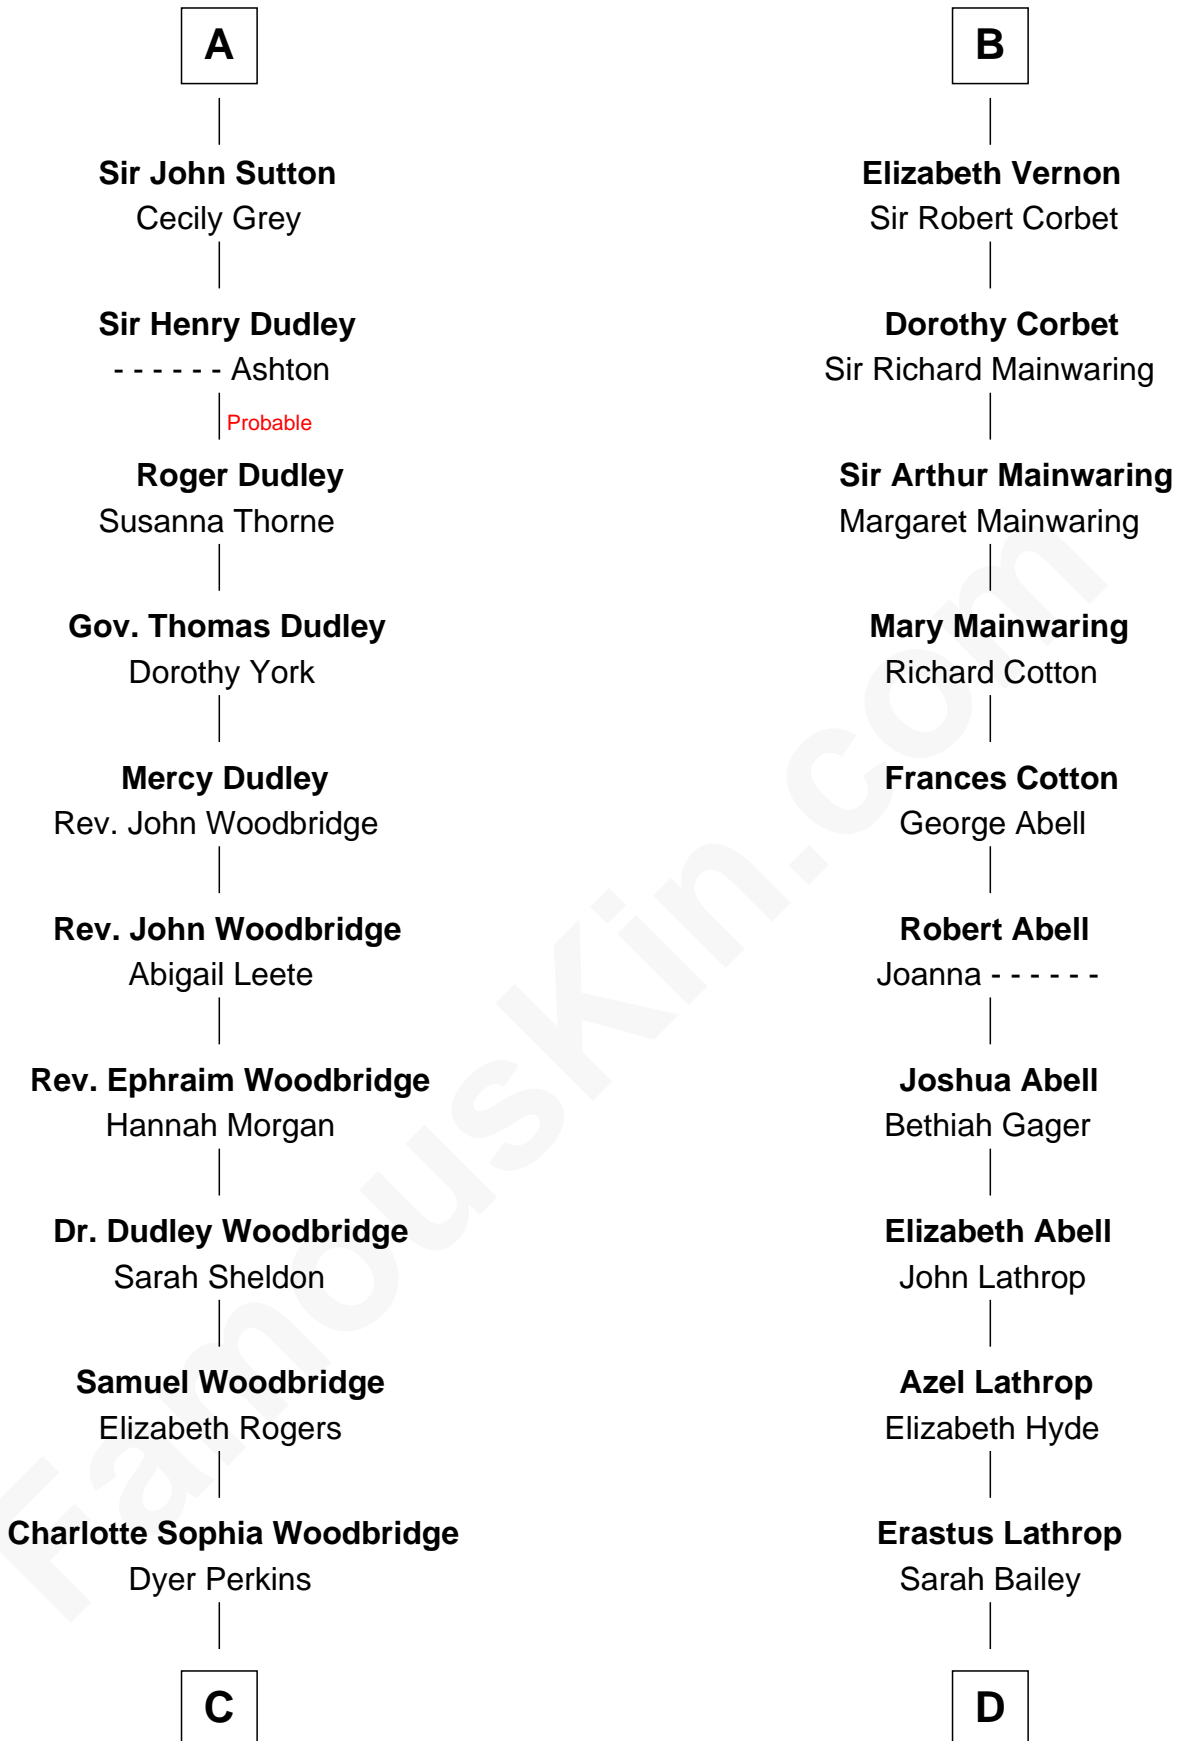 A
Sir John Sutton
Cecily Grey
Sir Henry Dudley
- - - - - - Ashton
Probable
Roger Dudley
Susanna Thorne
Gov. Thomas Dudley
Dorothy York
Mercy Dudley
Rev. John Woodbridge
Rev. John Woodbridge
Abigail Leete
Rev. Ephraim Woodbridge
Hannah Morgan
Dr. Dudley Woodbridge
Sarah Sheldon
Samuel Woodbridge
Elizabeth Rogers
Charlotte Sophia Woodbridge
Dyer Perkins
C
B
Elizabeth Vernon
Sir Robert Corbet
Dorothy Corbet
Sir Richard Mainwaring
Sir Arthur Mainwaring
Margaret Mainwaring
Mary Mainwaring
Richard Cotton
Frances Cotton
George Abell
Robert Abell
Joanna - - - - - -
Joshua Abell
Bethiah Gager
Elizabeth Abell
John Lathrop
Azel Lathrop
Elizabeth Hyde
Erastus Lathrop
Sarah Bailey
D
FamousKin.com